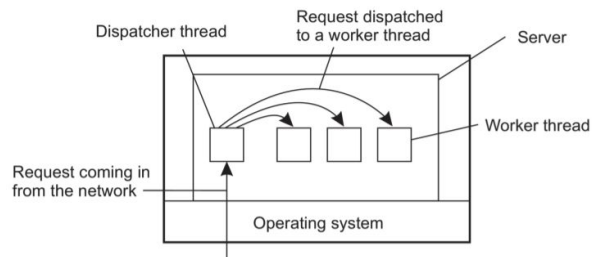 Request dispatched
to a worker thread
Dispatcher thread
Server
Worker thread
Request coming in
from the network
Operating system